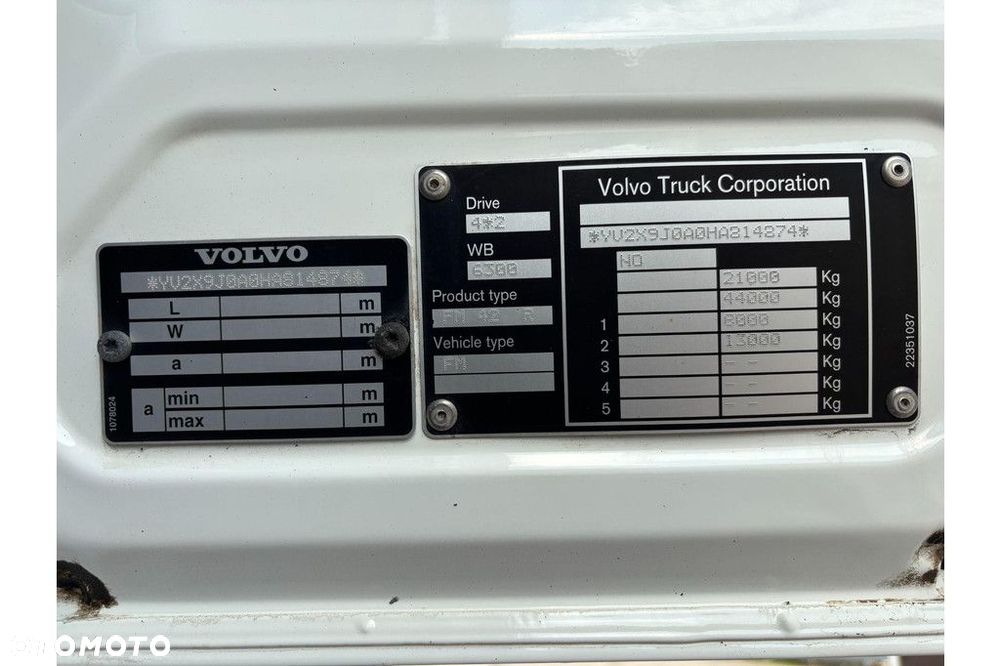 VOLVO
*YV2X9J0A0HA814874*
L m
W m
a m
a min m
max m
1078024
Drive
4*2
WB
6300
Product type
FM 42 R
Vehicle type
FM
Volvo Truck Corporation
*YV2X9J0A0HA814874*
NO
21000 Kg
44000 Kg
1 8000 Kg
2 13000 Kg
3 -- Kg
4 -- Kg
5 -- Kg
22351037
OTOMOTO